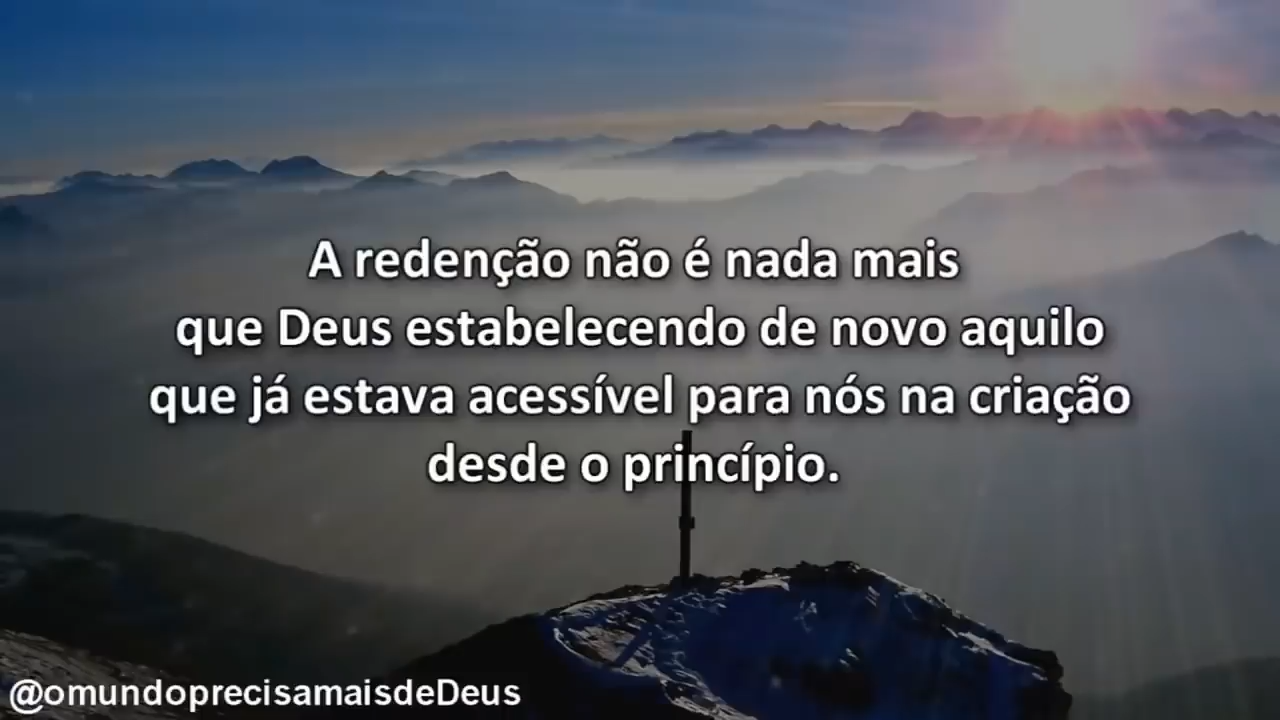 A redenção não é nada mais
que Deus estabelecendo de novo aquilo
que já estava acessível para nós na criação
desde o princípio.
@omundoprecisamaisdeDeus